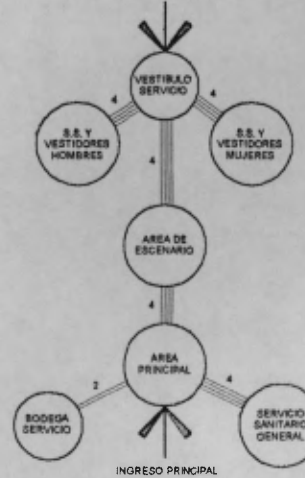 VESTIBULO
SERVICIO
4
4
S.S. Y
VESTIDORES
HOMBRES
S.S. Y
VESTIDORES
MUJERES
4
AREA DE
ESCENARIO
4
AREA
PRINCIPAL
2
4
BODEGA
SERVICIO
SERVICIO
SANITARIO
GENERAL
INGRESO PRINCIPAL